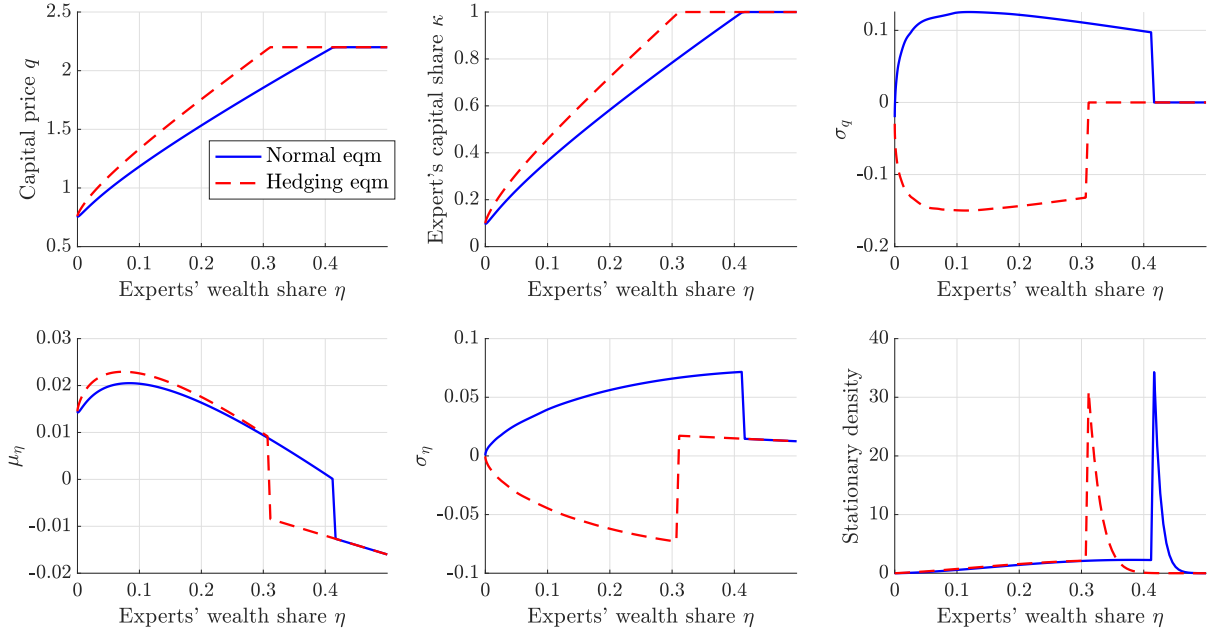 2.5
2
1.5
1
0.5
Capital price q
0 0.1 0.2 0.3 0.4
Experts' wealth share η
Normal eqm
Hedging eqm
1
0.8
0.6
0.4
0.2
0
Expert's capital share κ
0 0.1 0.2 0.3 0.4
Experts' wealth share η
0.1
0
-0.1
-0.2
σq
0 0.1 0.2 0.3 0.4
Experts' wealth share η
0.03
0.02
0.01
0
-0.01
-0.02
μη
0 0.1 0.2 0.3 0.4
Experts' wealth share η
0.1
0.05
0
-0.05
-0.1
ση
0 0.1 0.2 0.3 0.4
Experts' wealth share η
40
30
20
10
0
Stationary density
0 0.1 0.2 0.3 0.4
Experts' wealth share η